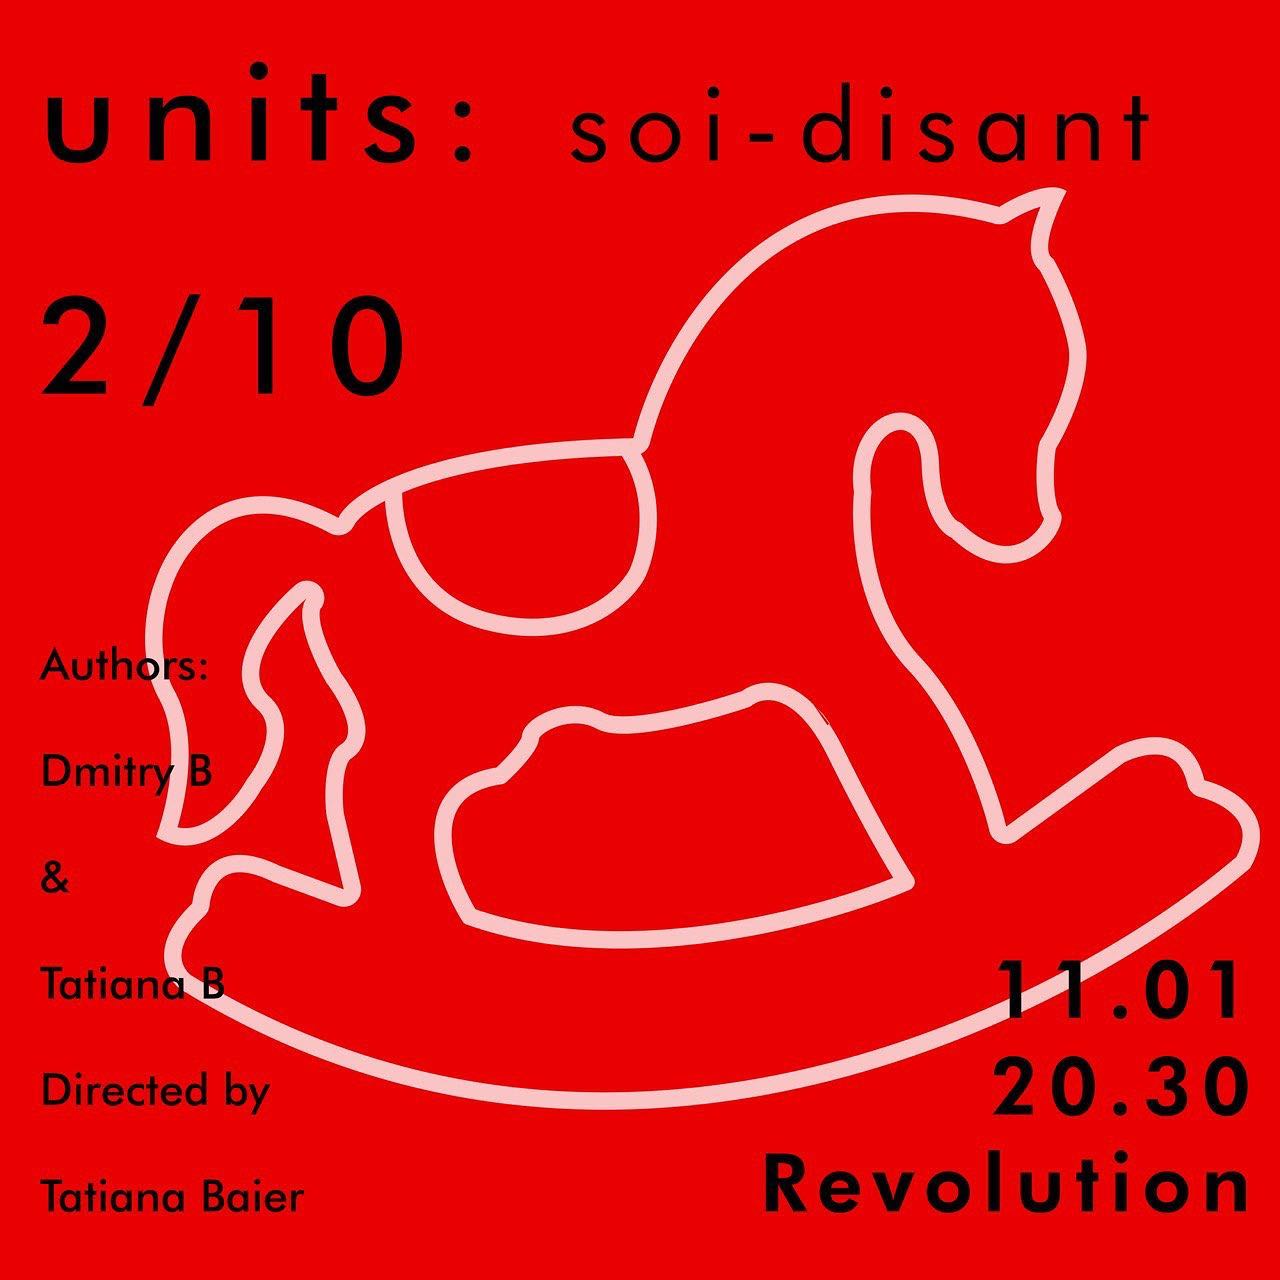 units: soi-disant
2/10
Authors:
Dmitry B
&
Tatiana B
Directed by
Tatiana Baier
11.01
20.30
Revolution